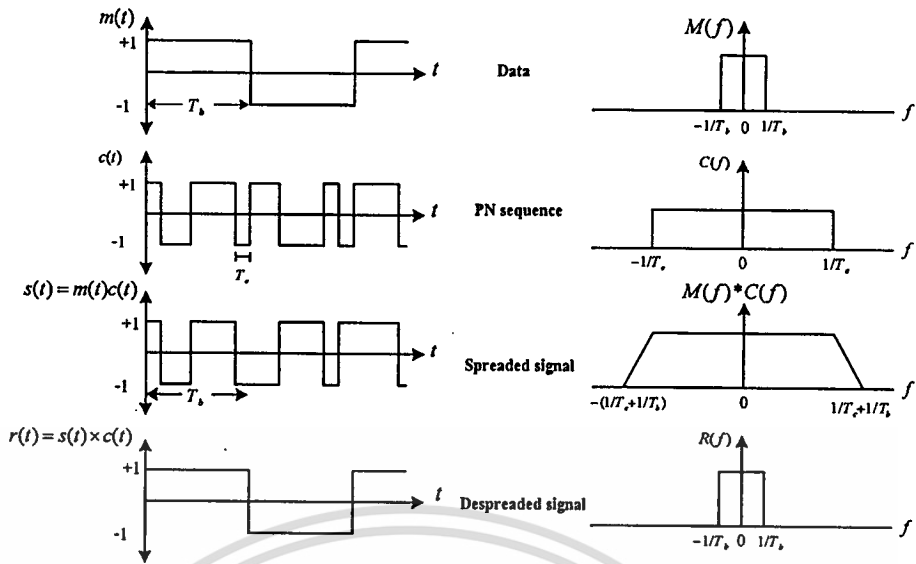 m(t)
+1
-1
T_b
t
Data
M(f)
-1/T_b 0 1/T_b
f
c(t)
+1
-1
T_c
t
PN sequence
C(f)
-1/T_c 0 1/T_c
f
s(t) = m(t)c(t)
+1
-1
T_b
t
Spreaded signal
M(f)*C(f)
-(1/T_c+1/T_b) 0 1/T_c+1/T_b
f
r(t) = s(t)×c(t)
+1
-1
t
Despreaded signal
R(f)
-1/T_b 0 1/T_b
f